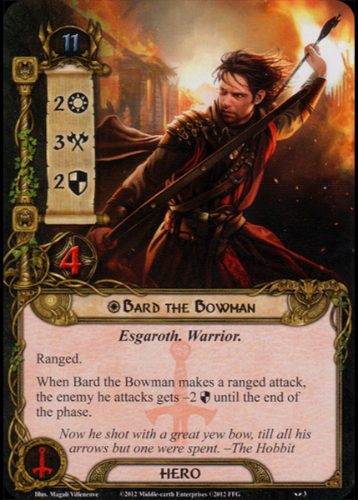 11
2
3
2
4
Bard the Bowman
Esgaroth. Warrior.
Ranged.
When Bard the Bowman makes a ranged attack,
the enemy he attacks gets –2 until the end of
the phase.
Now he shot with a great yew bow, till all his
arrows but one were spent. –The Hobbit
HERO
Illus. Magali Villeneuve ©2012 Middle-earth Enterprises ©2012 FFG 3